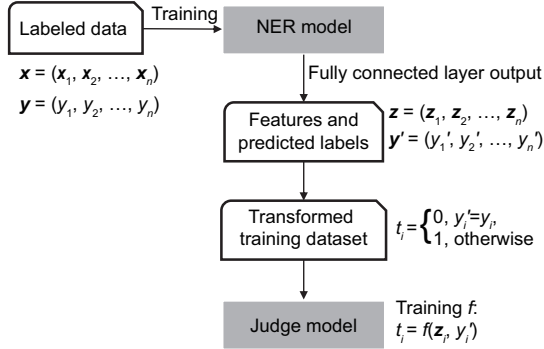 Labeled data
Training
NER model
x = (x₁, x₂, ..., xₙ)
y = (y₁, y₂, ..., yₙ)
Fully connected layer output
Features and
predicted labels
z = (z₁, z₂, ..., zₙ)
y' = (y₁', y₂', ..., yₙ')
Transformed
training dataset
tᵢ = { 0, yᵢ'=yᵢ,
1, otherwise
Judge model
Training f:
tᵢ = f(zᵢ, yᵢ')